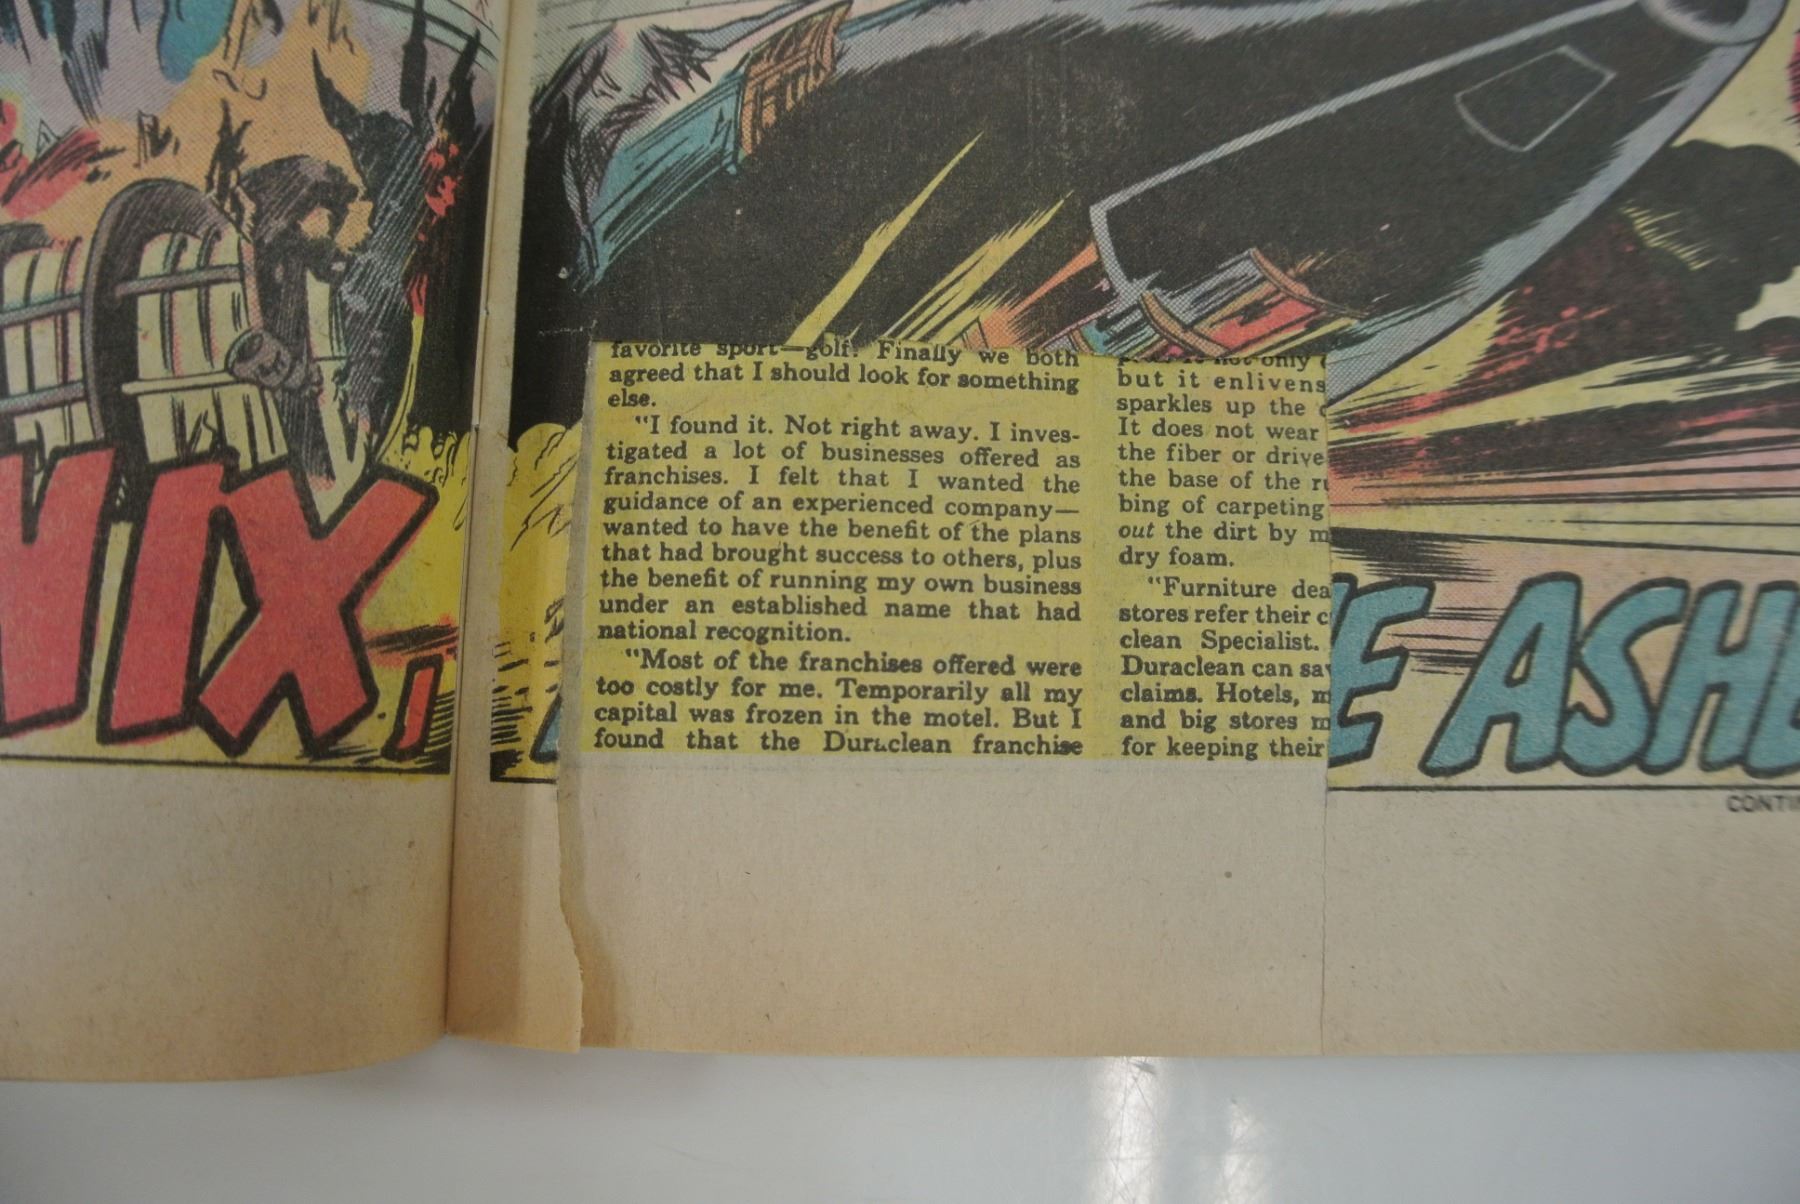 NIX,
favorite sport—golf. Finally we both
agreed that I should look for something
else.
"I found it. Not right away. I inves-
tigated a lot of businesses offered as
franchises. I felt that I wanted the
guidance of an experienced company—
wanted to have the benefit of the plans
that had brought success to others, plus
the benefit of running my own business
under an established name that had
national recognition.
"Most of the franchises offered were
too costly for me. Temporarily all my
capital was frozen in the motel. But I
found that the Duraclean franchise
not only
but it enlivens
sparkles up the
It does not wear
the fiber or drive
the base of the ru
bing of carpeting
out the dirt by m
dry foam.
"Furniture dea
stores refer their c
clean Specialist.
Duraclean can sav
claims. Hotels, m
and big stores m
for keeping their
E ASH
CONTI